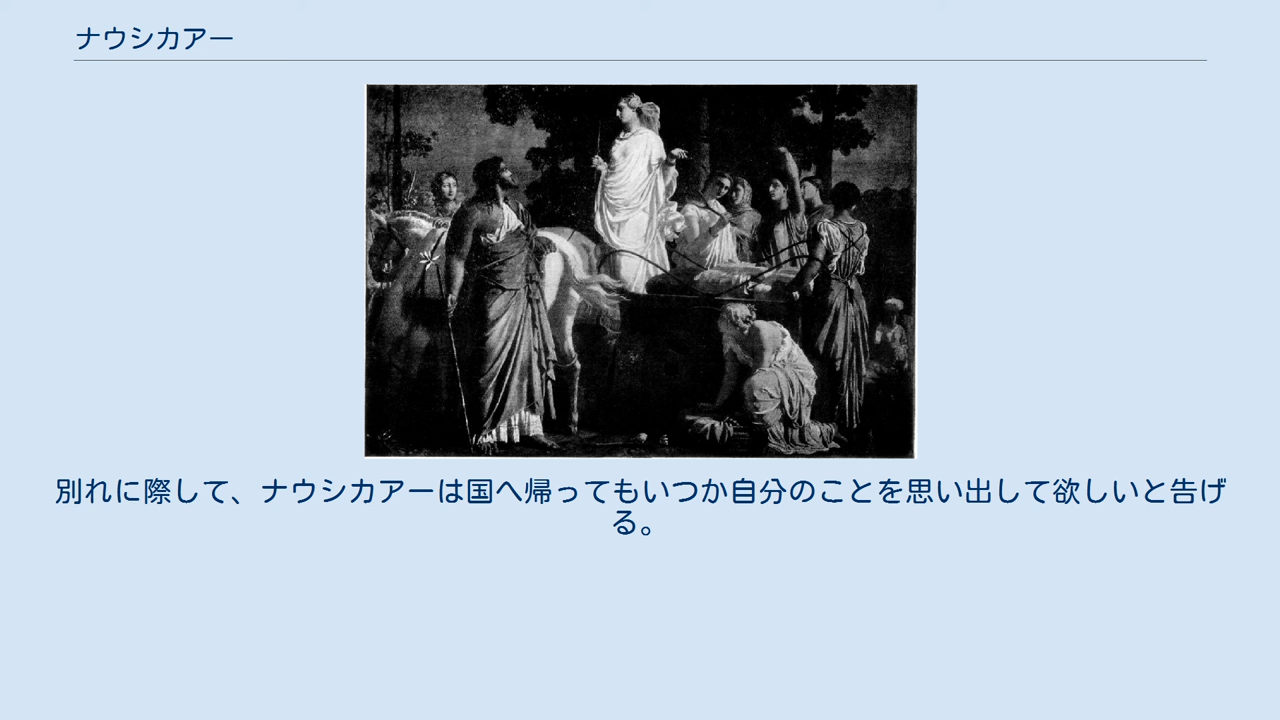 ナウシカアー
別れに際して、ナウシカアーは国へ帰ってもいつか自分のことを思い出して欲しいと告げ
る。